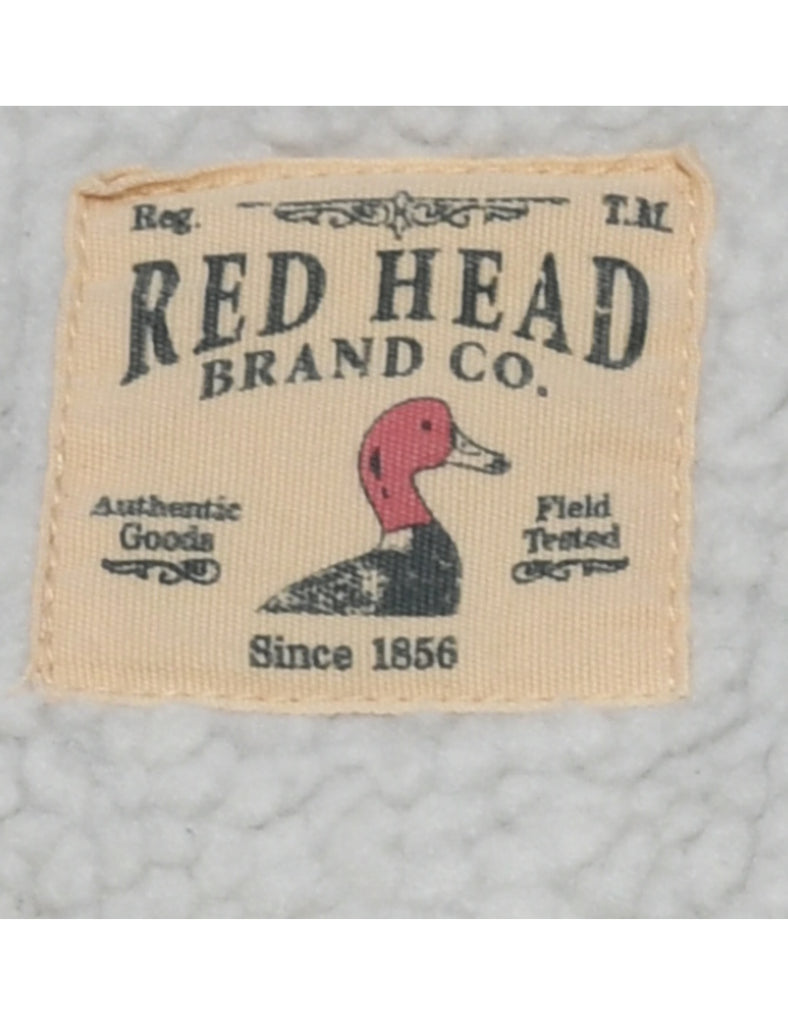 Reg. T.M.
RED HEAD
BRAND CO.
Authentic
Goods
Field
Tested
Since 1856